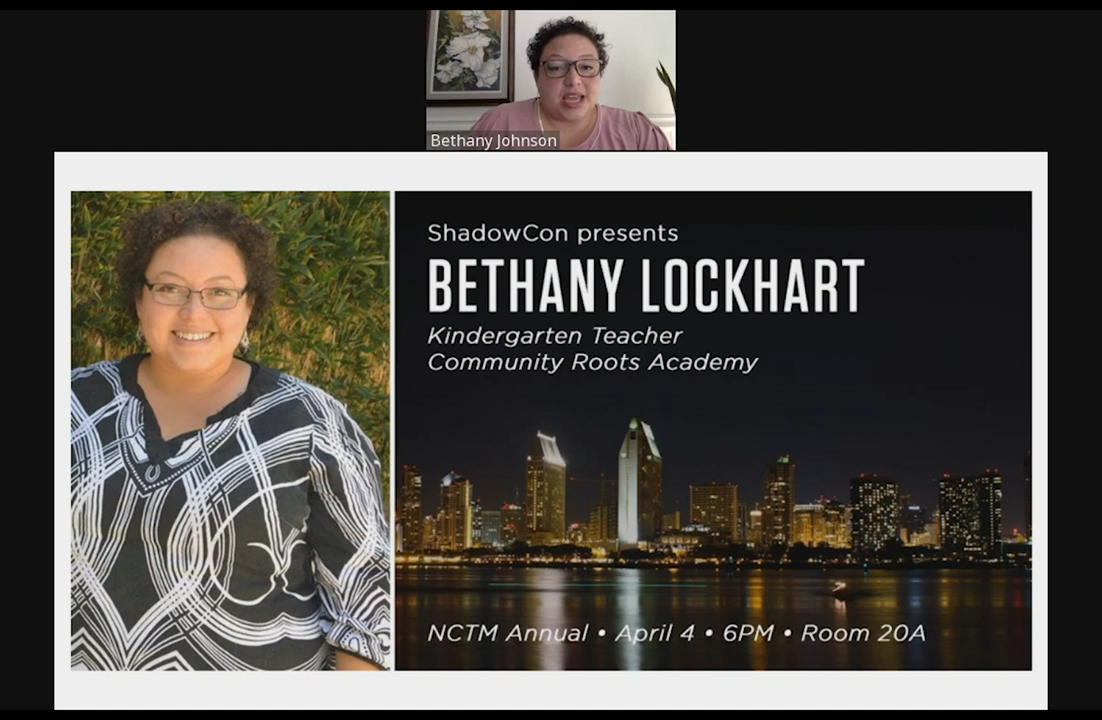 Bethany Johnson
ShadowCon presents
BETHANY LOCKHART
Kindergarten Teacher
Community Roots Academy
NCTM Annual • April 4 • 6PM • Room 20A